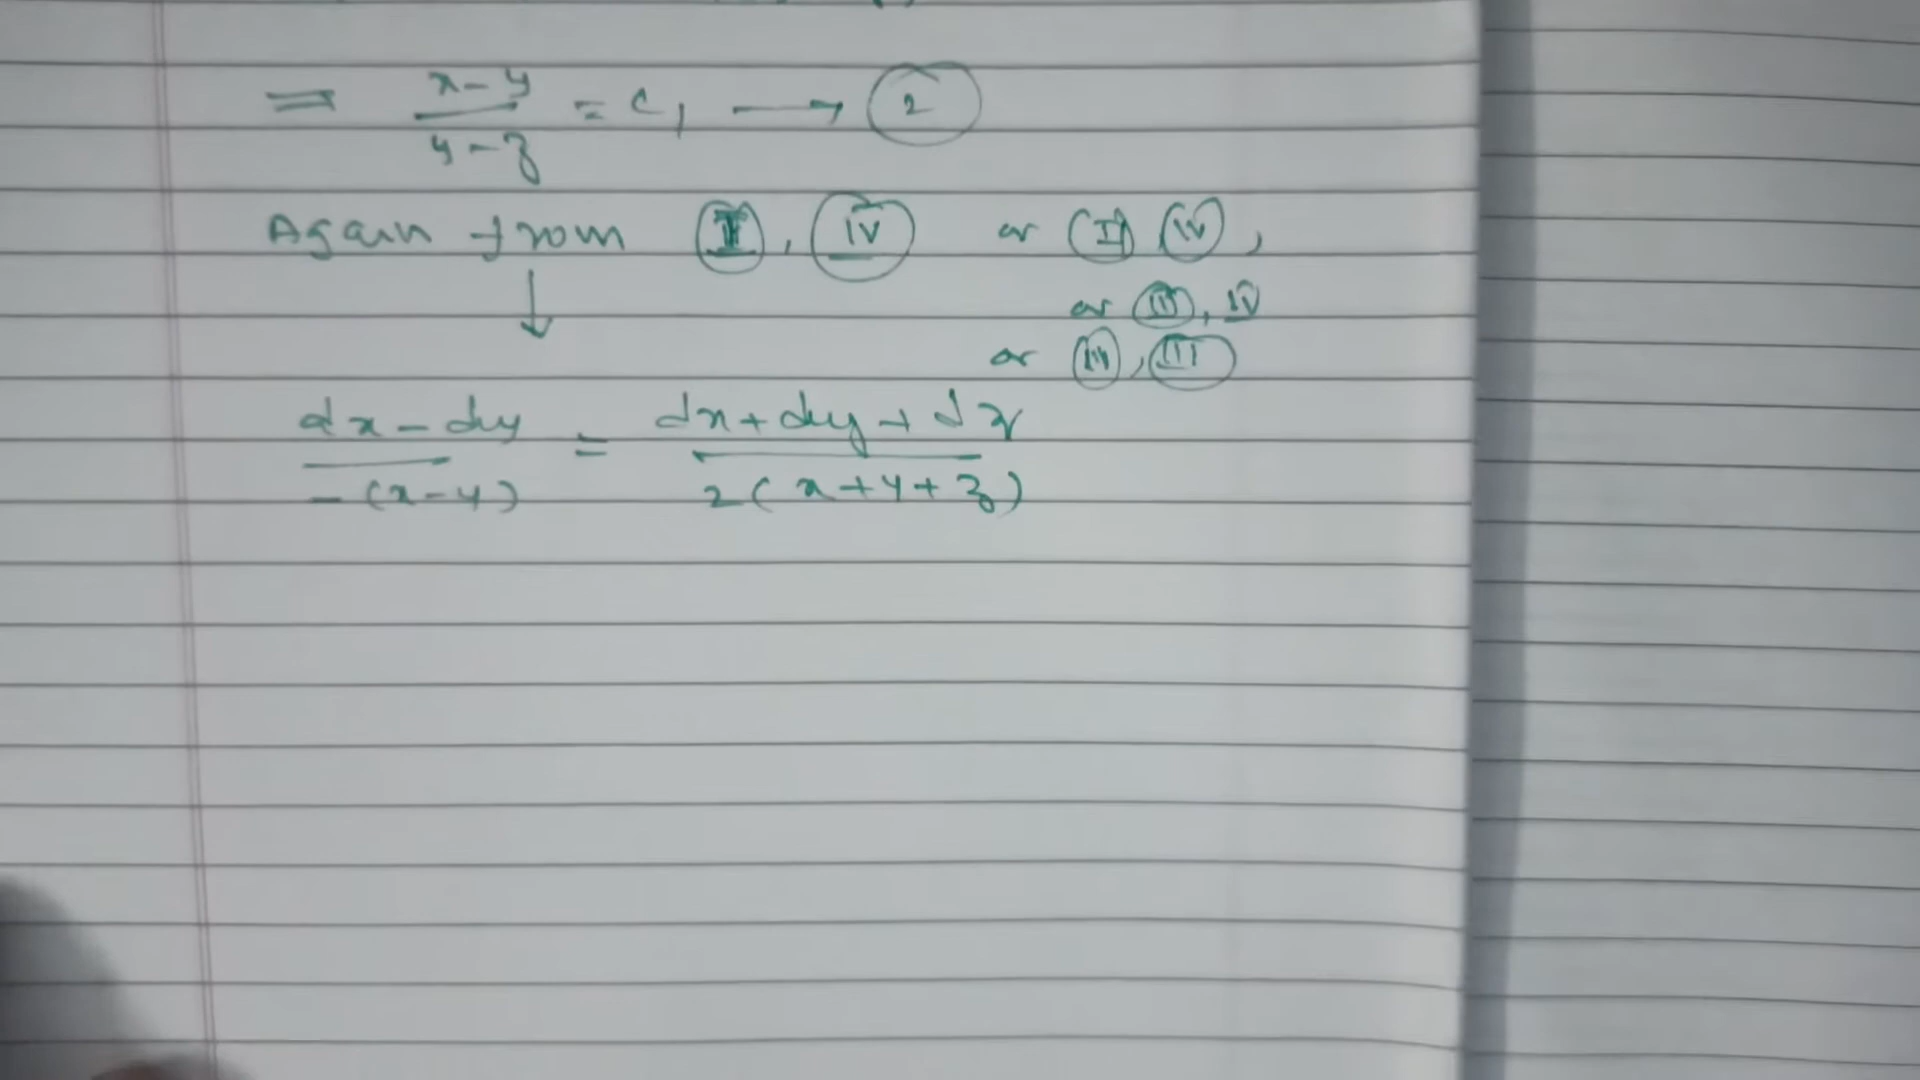 ⇒ x-y / y-z = c₁ → (2)
Again from (I), (IV) or (I) (IV),
or (II), IV
or (III), (III)
↓
dx-dy / -(x-y) = dx+dy+dz / 2(x+y+z)